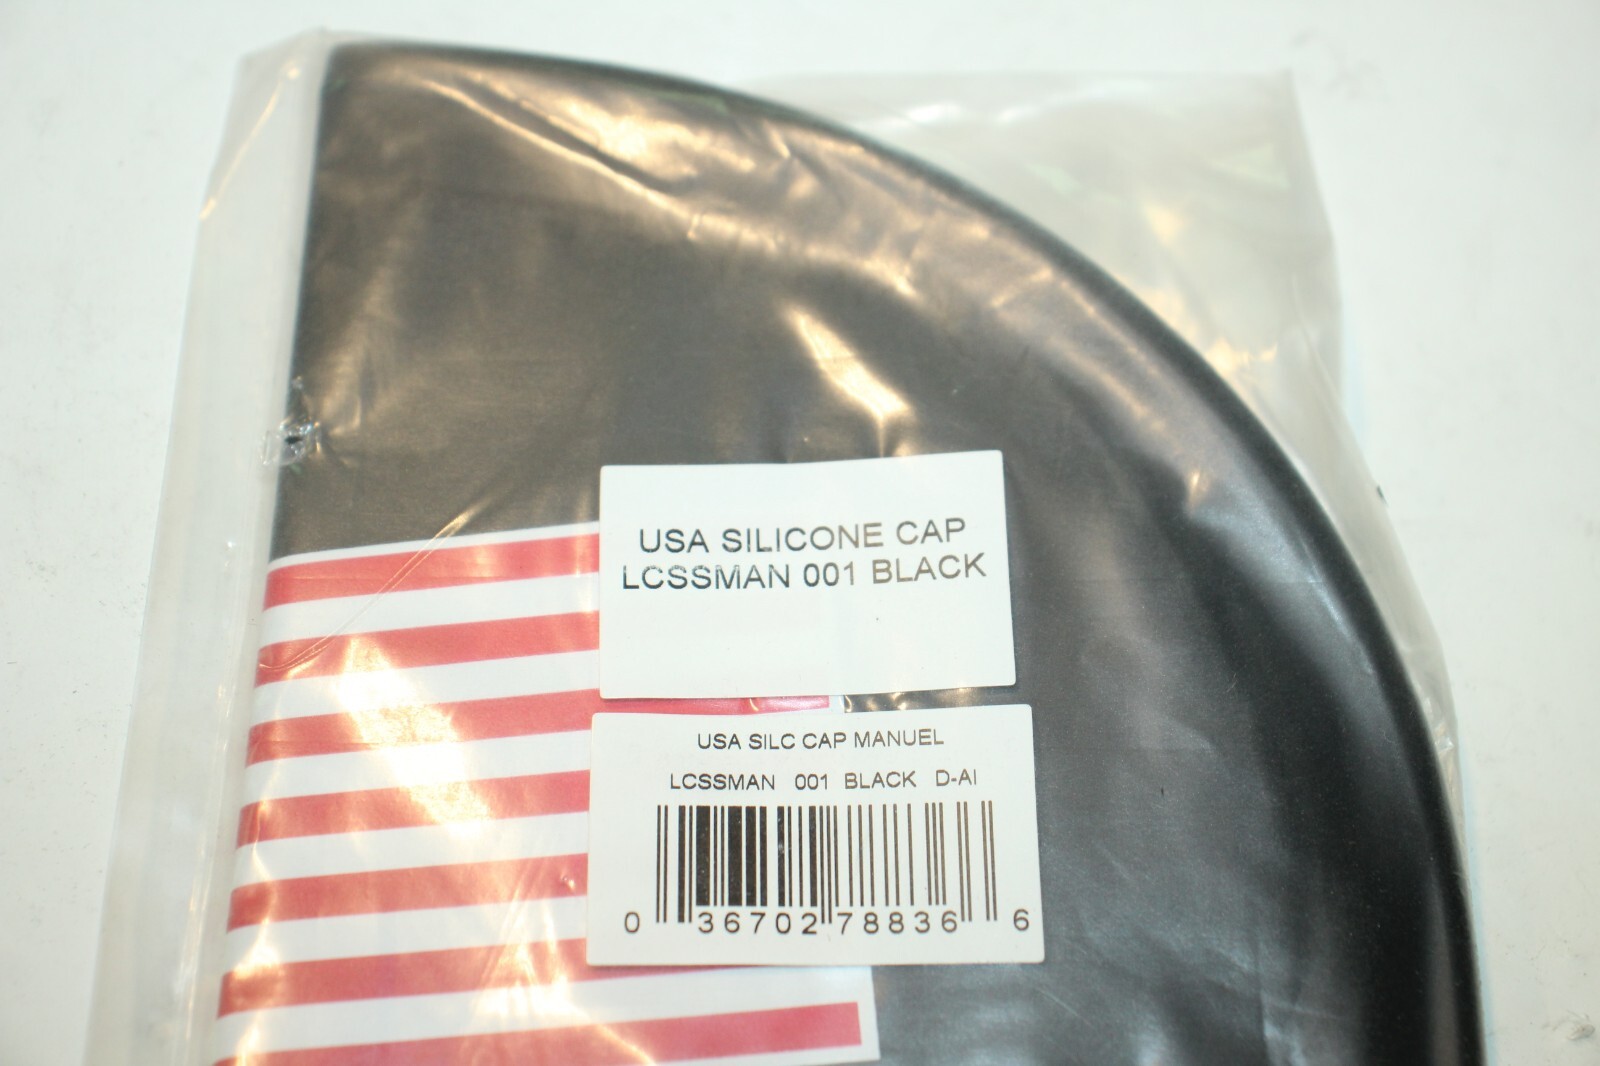 USA SILICONE CAP
LCSSMAN 001 BLACK
USA SILC CAP MANUEL
LCSSMAN 001 BLACK D-AI
0 36702 78836 6